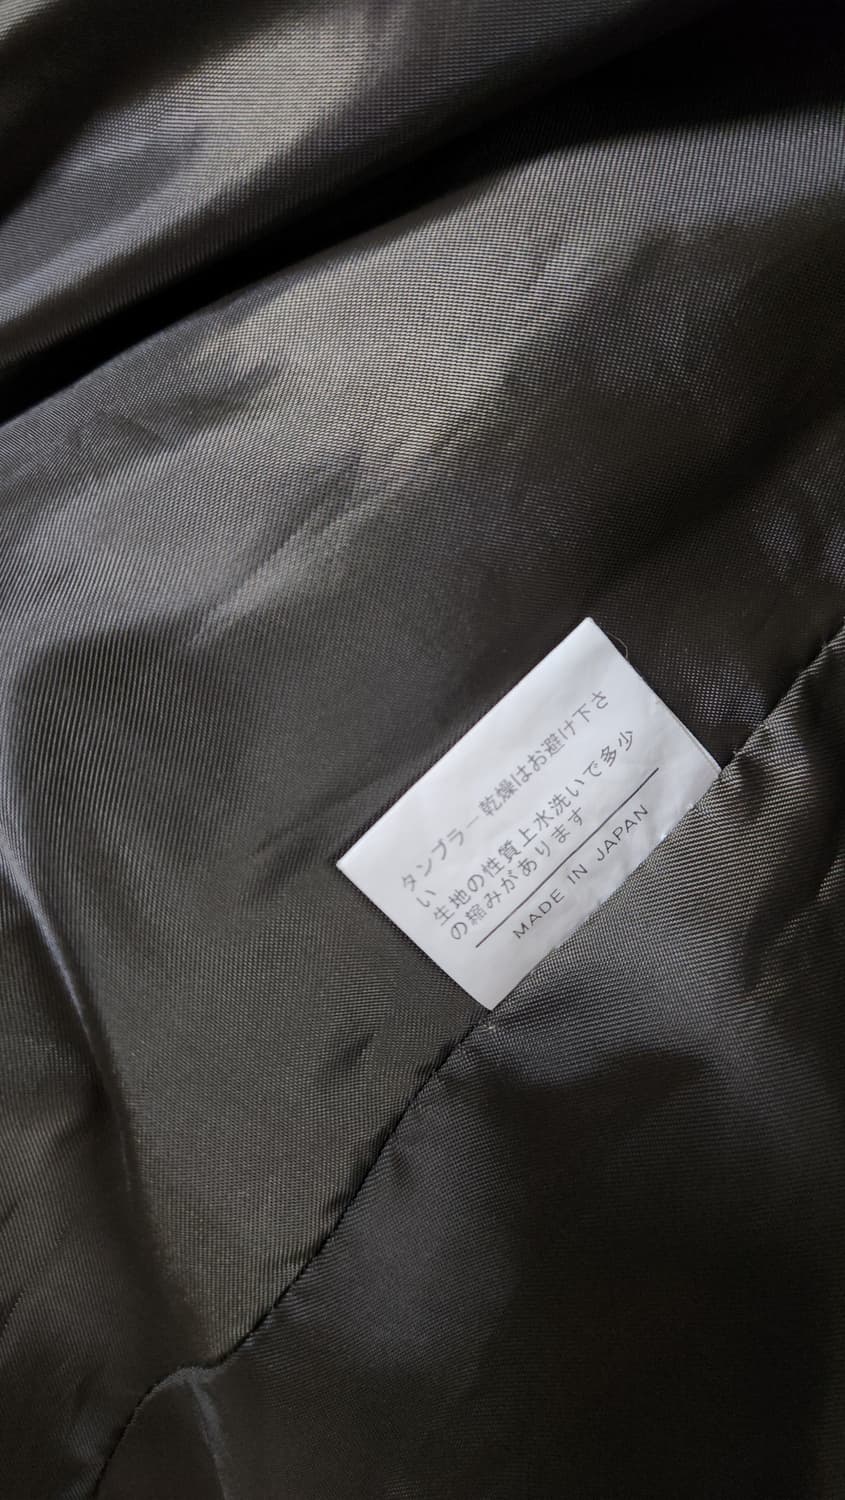 タンブラー乾燥はお避け下さ
い
生地の性質上水洗いで多少
の縮みがあります
MADE IN JAPAN